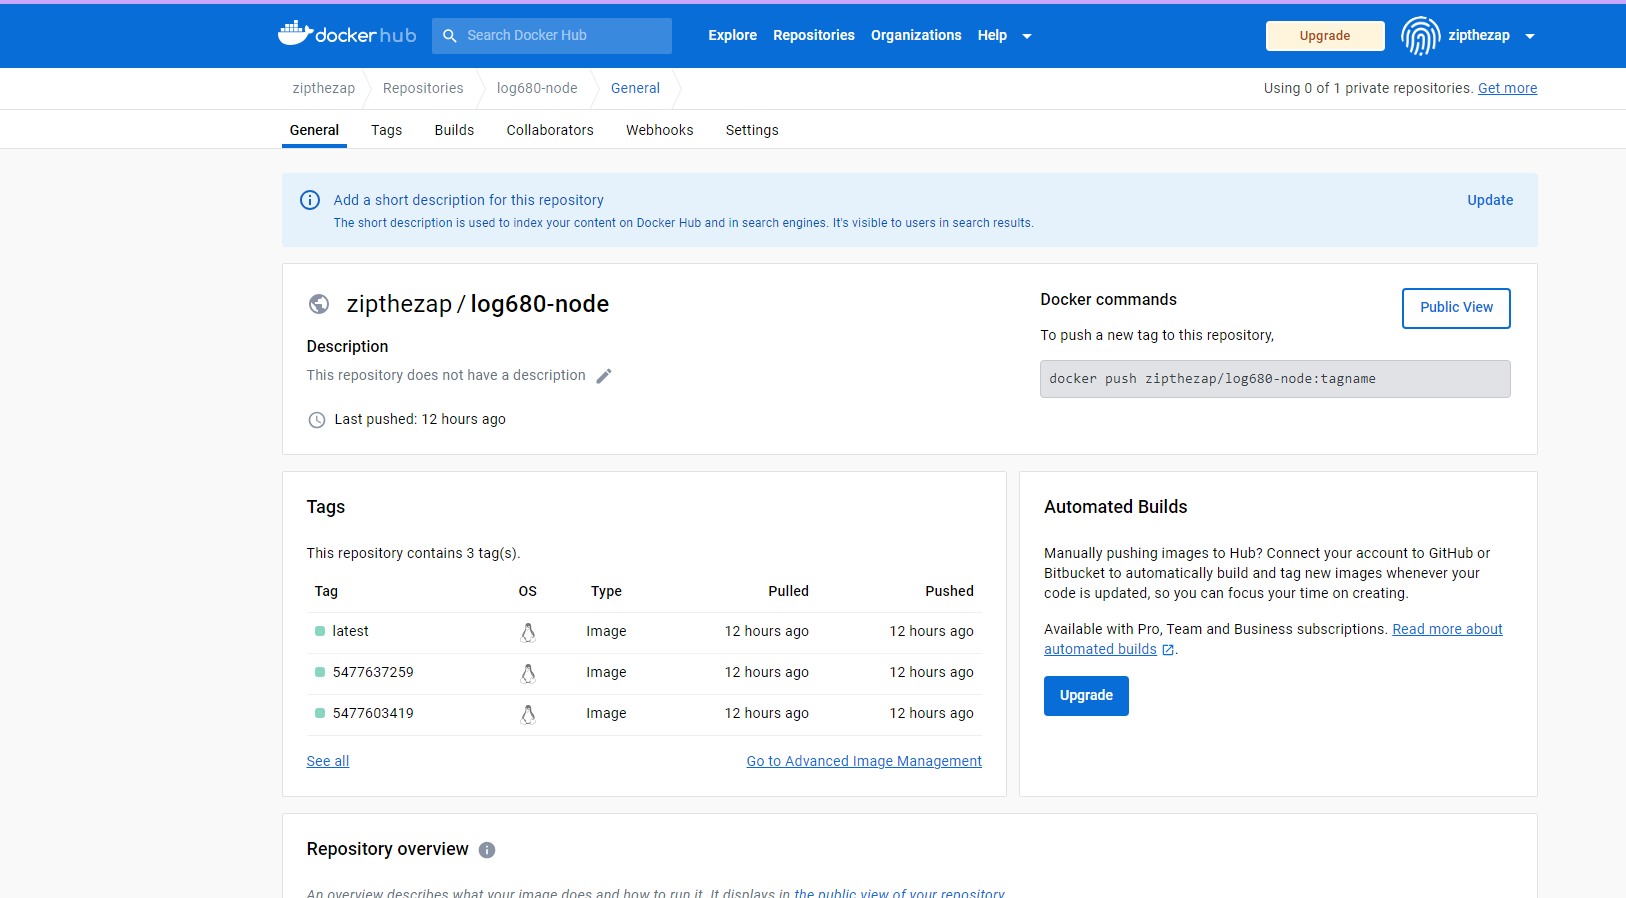 docker hub
Search Docker Hub
Explore Repositories Organizations Help
Upgrade
zipthezap
zipthezap Repositories log680-node General
Using 0 of 1 private repositories. Get more
General Tags Builds Collaborators Webhooks Settings
Add a short description for this repository
Update
The short description is used to index your content on Docker Hub and in search engines. It's visible to users in search results.
zipthezap / log680-node
Description
This repository does not have a description
Last pushed: 12 hours ago
Docker commands
Public View
To push a new tag to this repository,
docker push zipthezap/log680-node:tagname
Tags
This repository contains 3 tag(s).
Tag OS Type Pulled Pushed
latest Image 12 hours ago 12 hours ago
5477637259 Image 12 hours ago 12 hours ago
5477603419 Image 12 hours ago 12 hours ago
See all
Go to Advanced Image Management
Automated Builds
Manually pushing images to Hub? Connect your account to GitHub or
Bitbucket to automatically build and tag new images whenever your
code is updated, so you can focus your time on creating.
Available with Pro, Team and Business subscriptions. Read more about
automated builds .
Upgrade
Repository overview
An overview describes what your image does and how to run it. It displays in the public view of your repository